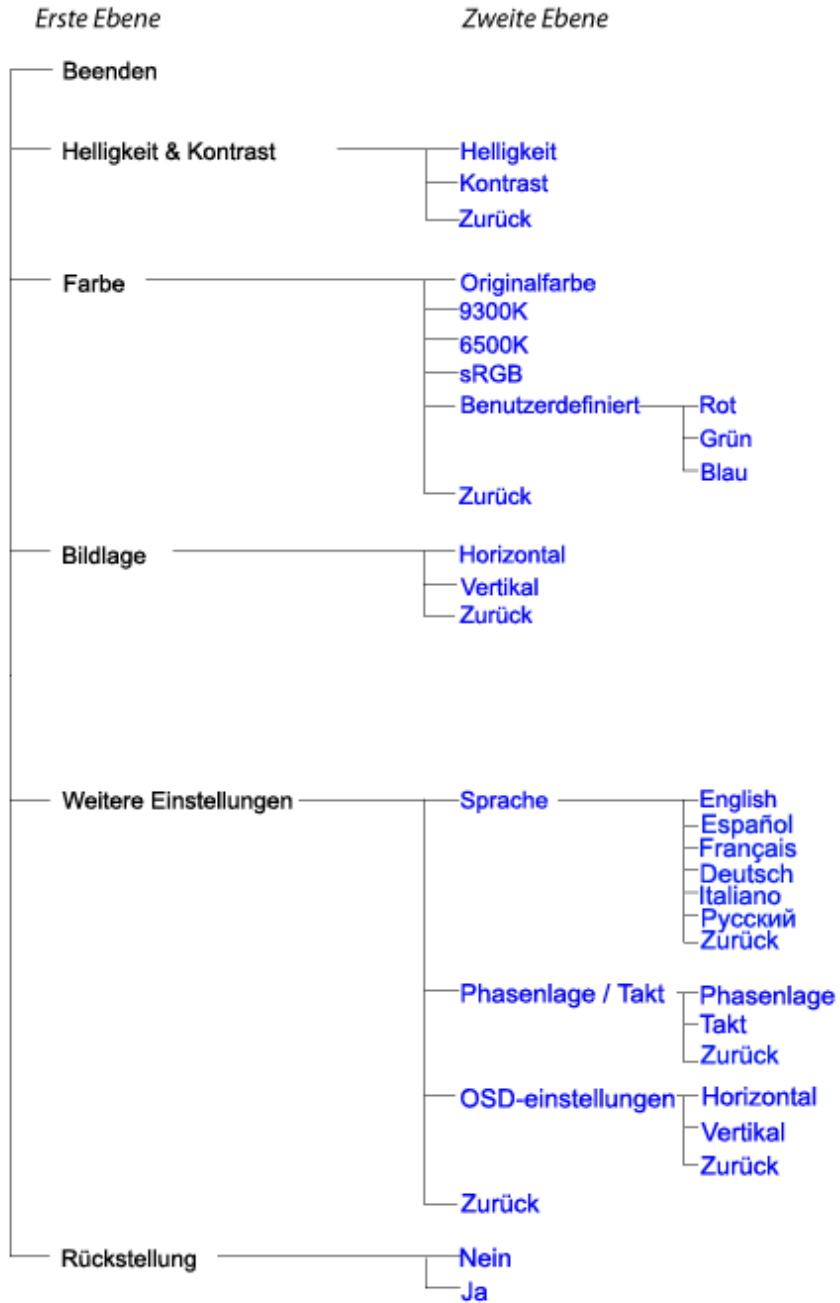 Erste Ebene Zweite Ebene
Beenden
Helligkeit & Kontrast Helligkeit
Kontrast
Zurück
Farbe Originalfarbe
9300K
6500K
sRGB
Benutzerdefiniert Rot
Grün
Blau
Zurück
Bildlage Horizontal
Vertikal
Zurück
Weitere Einstellungen Sprache English
Español
Français
Deutsch
Italiano
Русский
Zurück
Phasenlage / Takt Phasenlage
Takt
Zurück
OSD-einstellungen Horizontal
Vertikal
Zurück
Zurück
Rückstellung Nein
Ja